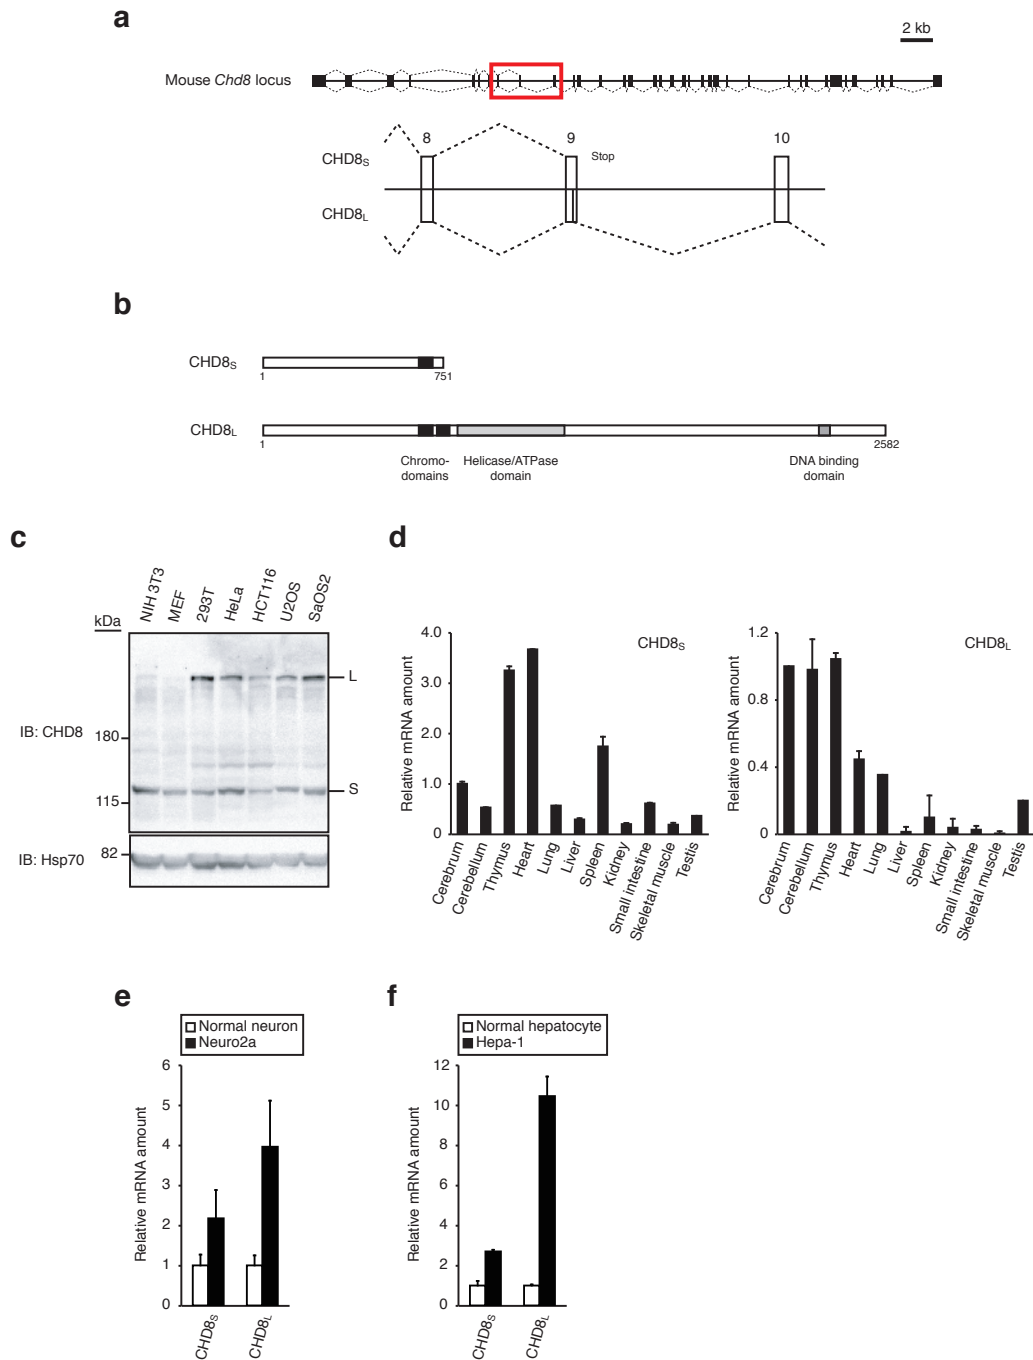 a
2 kb
Mouse Chd8 locus
8
9
10
CHD8S
Stop
CHD8L
b
CHD8S
1
751
CHD8L
1
2582
Chromo-
domains
Helicase/ATPase
domain
DNA binding
domain
c
NIH 3T3
MEF
293T
HeLa
HCT116
U2OS
SaOS2
kDa
L
IB: CHD8
180
S
115
IB: Hsp70
82
d
CHD8S
Relative mRNA amount
4.0
3.0
2.0
1.0
0
Cerebrum
Cerebellum
Thymus
Heart
Lung
Liver
Spleen
Kidney
Small intestine
Skeletal muscle
Testis
CHD8L
Relative mRNA amount
1.2
0.8
0.4
0
Cerebrum
Cerebellum
Thymus
Heart
Lung
Liver
Spleen
Kidney
Small intestine
Skeletal muscle
Testis
e
Normal neuron
Neuro2a
Relative mRNA amount
6
5
4
3
2
1
0
CHD8S
CHD8L
f
Normal hepatocyte
Hepa-1
Relative mRNA amount
12
10
8
6
4
2
0
CHD8S
CHD8L